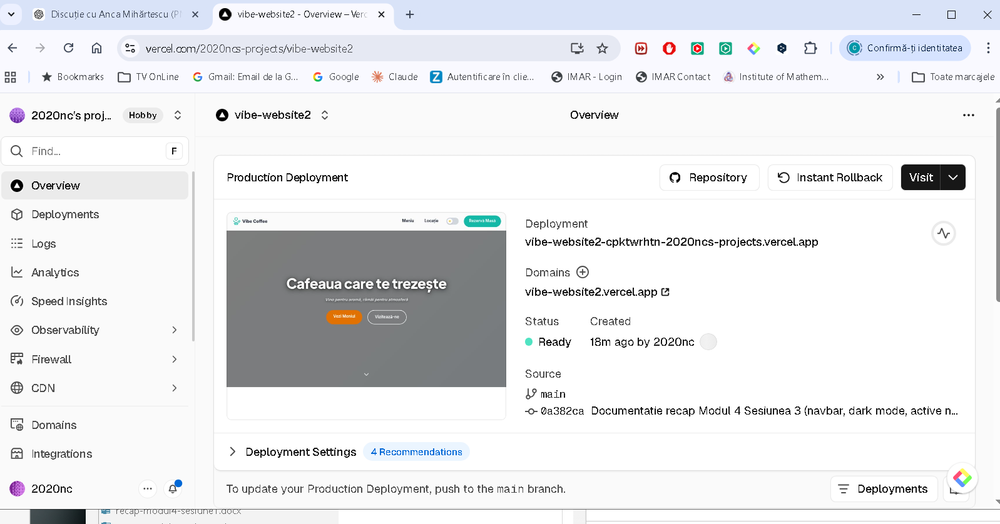 Discuție cu Anca Mihărtescu (P
vibe-website2 - Overview – Verc
vercel.com/2020ncs-projects/vibe-website2
Confirmă-ți identitatea
Bookmarks
TV OnLine
Gmail: Email de la G...
Google
Claude
Autentificare în clie...
IMAR - Login
IMAR Contact
Institute of Mathem...
Toate marcajele
2020nc's proj...
Hobby
vibe-website2
Overview
Find...
F
Overview
Deployments
Logs
Analytics
Speed Insights
Observability
Firewall
CDN
Domains
Integrations
2020nc
Production Deployment
Repository
Instant Rollback
Visit
Vibe Coffee
Meniu
Locație
Rezervă Masă
Cafeaua care te trezește
Vino pentru aromă, rămâi pentru atmosferă
Vezi Meniul
Vizitează-ne
Deployment
vibe-website2-cpktwrhtn-2020ncs-projects.vercel.app
Domains
vibe-website2.vercel.app
Status
Created
Ready
18m ago by 2020nc
Source
main
0a382ca Documentatie recap Modul 4 Sesiunea 3 (navbar, dark mode, active n...
Deployment Settings
4 Recommendations
To update your Production Deployment, push to the main branch.
Deployments
recap-modul4-sesiune1.docx